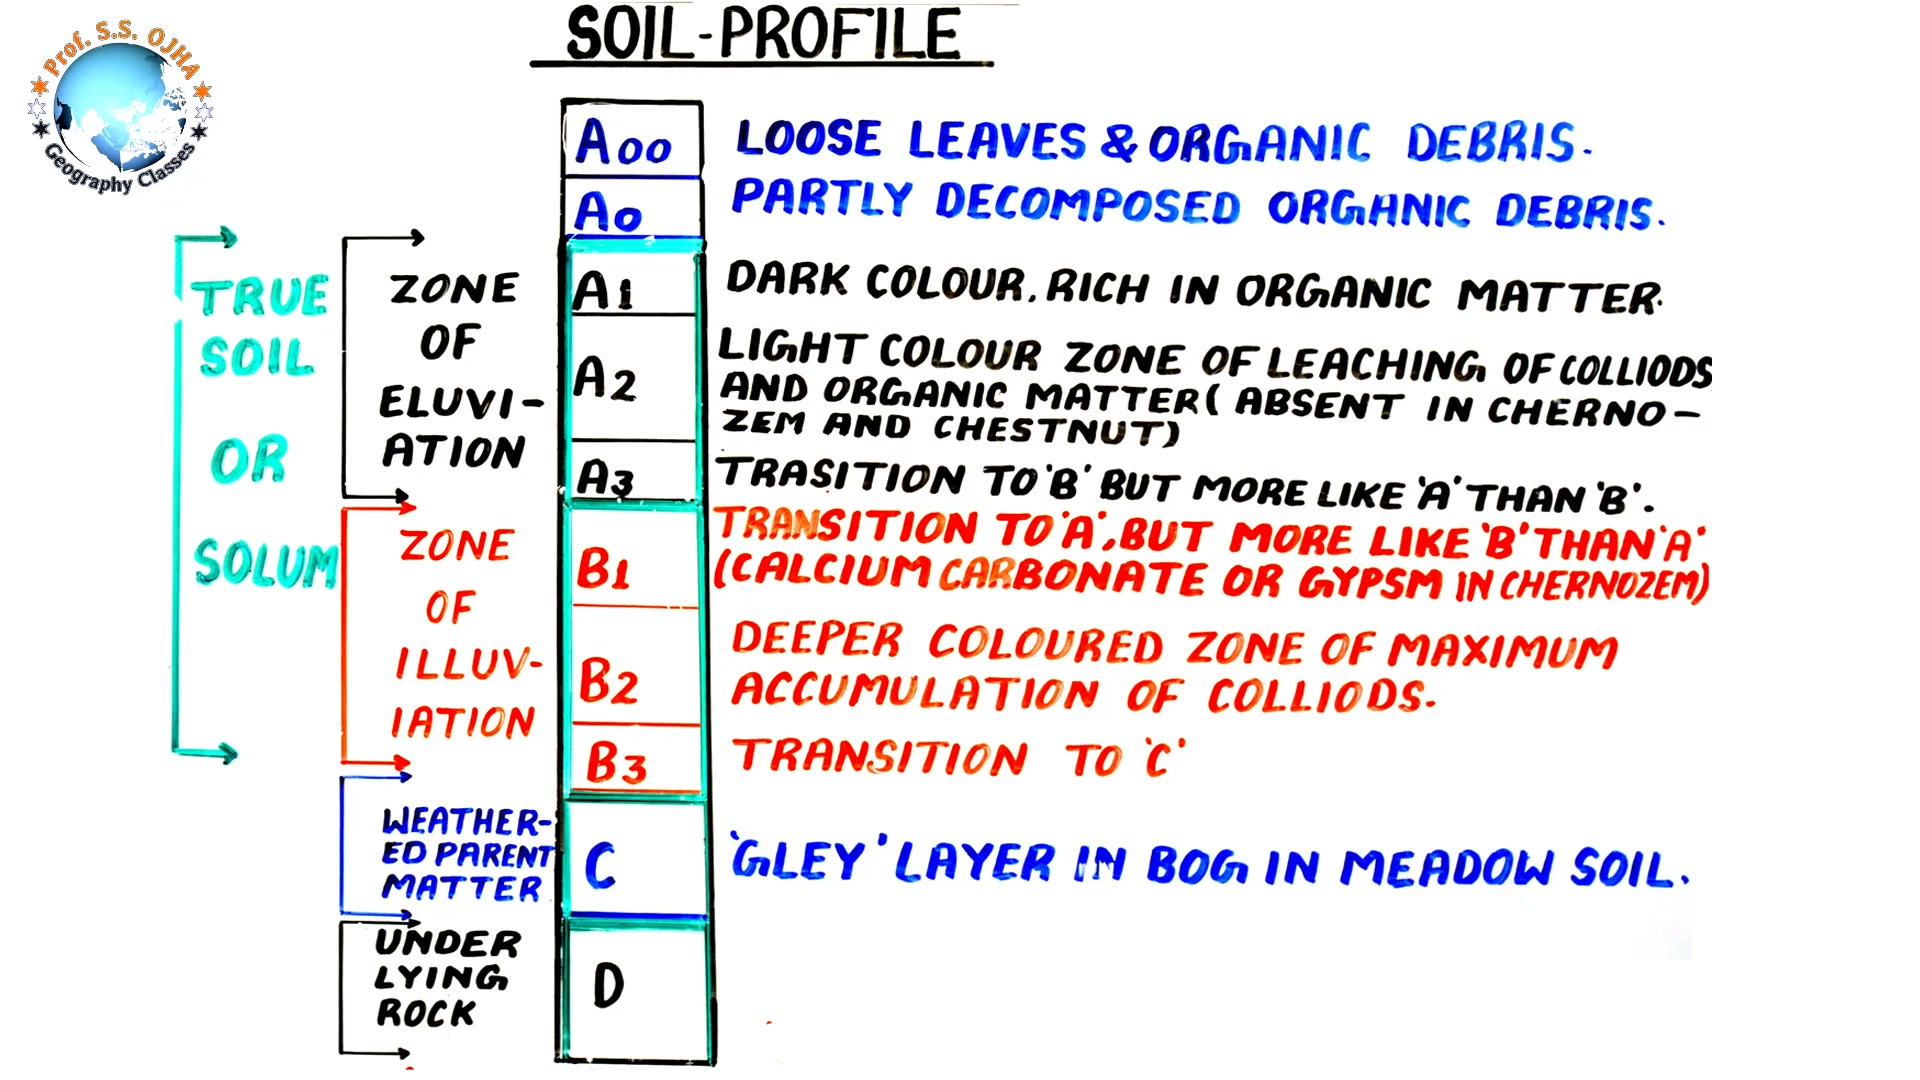 Prof. S.S. OJHA
Geography Classes
SOIL-PROFILE
A00 LOOSE LEAVES & ORGANIC DEBRIS.
A0 PARTLY DECOMPOSED ORGANIC DEBRIS.
TRUE
SOIL
OR
SOLUM
ZONE
OF
ELUVI-
ATION
A1 DARK COLOUR, RICH IN ORGANIC MATTER.
A2 LIGHT COLOUR ZONE OF LEACHING OF COLLIODS
AND ORGANIC MATTER ( ABSENT IN CHERNO-
ZEM AND CHESTNUT)
A3 TRASITION TO 'B' BUT MORE LIKE 'A' THAN 'B'.
ZONE
OF
ILLUV-
IATION
B1 TRANSITION TO 'A', BUT MORE LIKE 'B' THAN 'A'
(CALCIUM CARBONATE OR GYPSM IN CHERNOZEM)
B2 DEEPER COLOURED ZONE OF MAXIMUM
ACCUMULATION OF COLLIODS.
B3 TRANSITION TO 'C'
WEATHER-
ED PARENT
MATTER
C 'GLEY' LAYER IN BOG IN MEADOW SOIL.
UNDER
LYING
ROCK
D